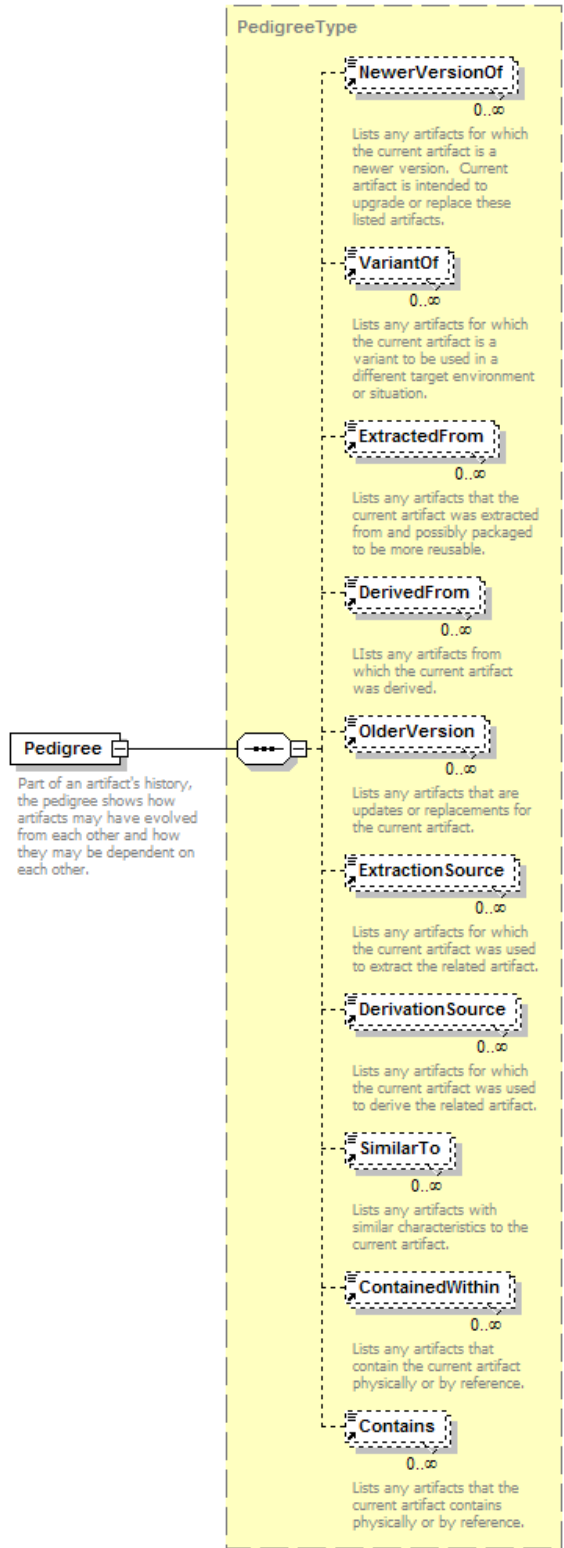 PedigreeType
NewerVersionOf
0..∞
Lists any artifacts for which
the current artifact is a
newer version.  Current
artifact is intended to
upgrade or replace these
listed artifacts.
VariantOf
0..∞
Lists any artifacts for which
the current artifact is a
variant to be used in a
different target environment
or situation.
ExtractedFrom
0..∞
Lists any artifacts that the
current artifact was extracted
from and possibly packaged
to be more reusable.
DerivedFrom
0..∞
LIsts any artifacts from
which the current artifact
was derived.
Pedigree
Part of an artifact's history,
the pedigree shows how
artifacts may have evolved
from each other and how
they may be dependent on
each other.
OlderVersion
0..∞
Lists any artifacts that are
updates or replacements for
the current artifact.
ExtractionSource
0..∞
Lists any artifacts for which
the current artifact was used
to extract the related artifact.
DerivationSource
0..∞
Lists any artifacts for which
the current artifact was used
to derive the related artifact.
SimilarTo
0..∞
Lists any artifacts with
similar characteristics to the
current artifact.
ContainedWithin
0..∞
Lists any artifacts that
contain the current artifact
physically or by reference.
Contains
0..∞
Lists any artifacts that the
current artifact contains
physically or by reference.